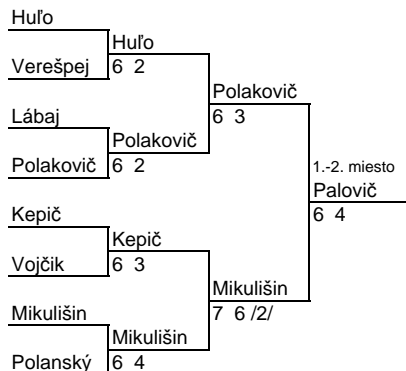 Huľo
Huľo
Verešpej
6 2
Polakovič
Lábaj
6 3
Polakovič
Polakovič
6 2
1.-2. miesto
Palovič
Kepič
6 4
Kepič
Vojčik
6 3
Mikulišin
Mikulišin
7 6 /2/
Mikulišin
Polanský
6 4